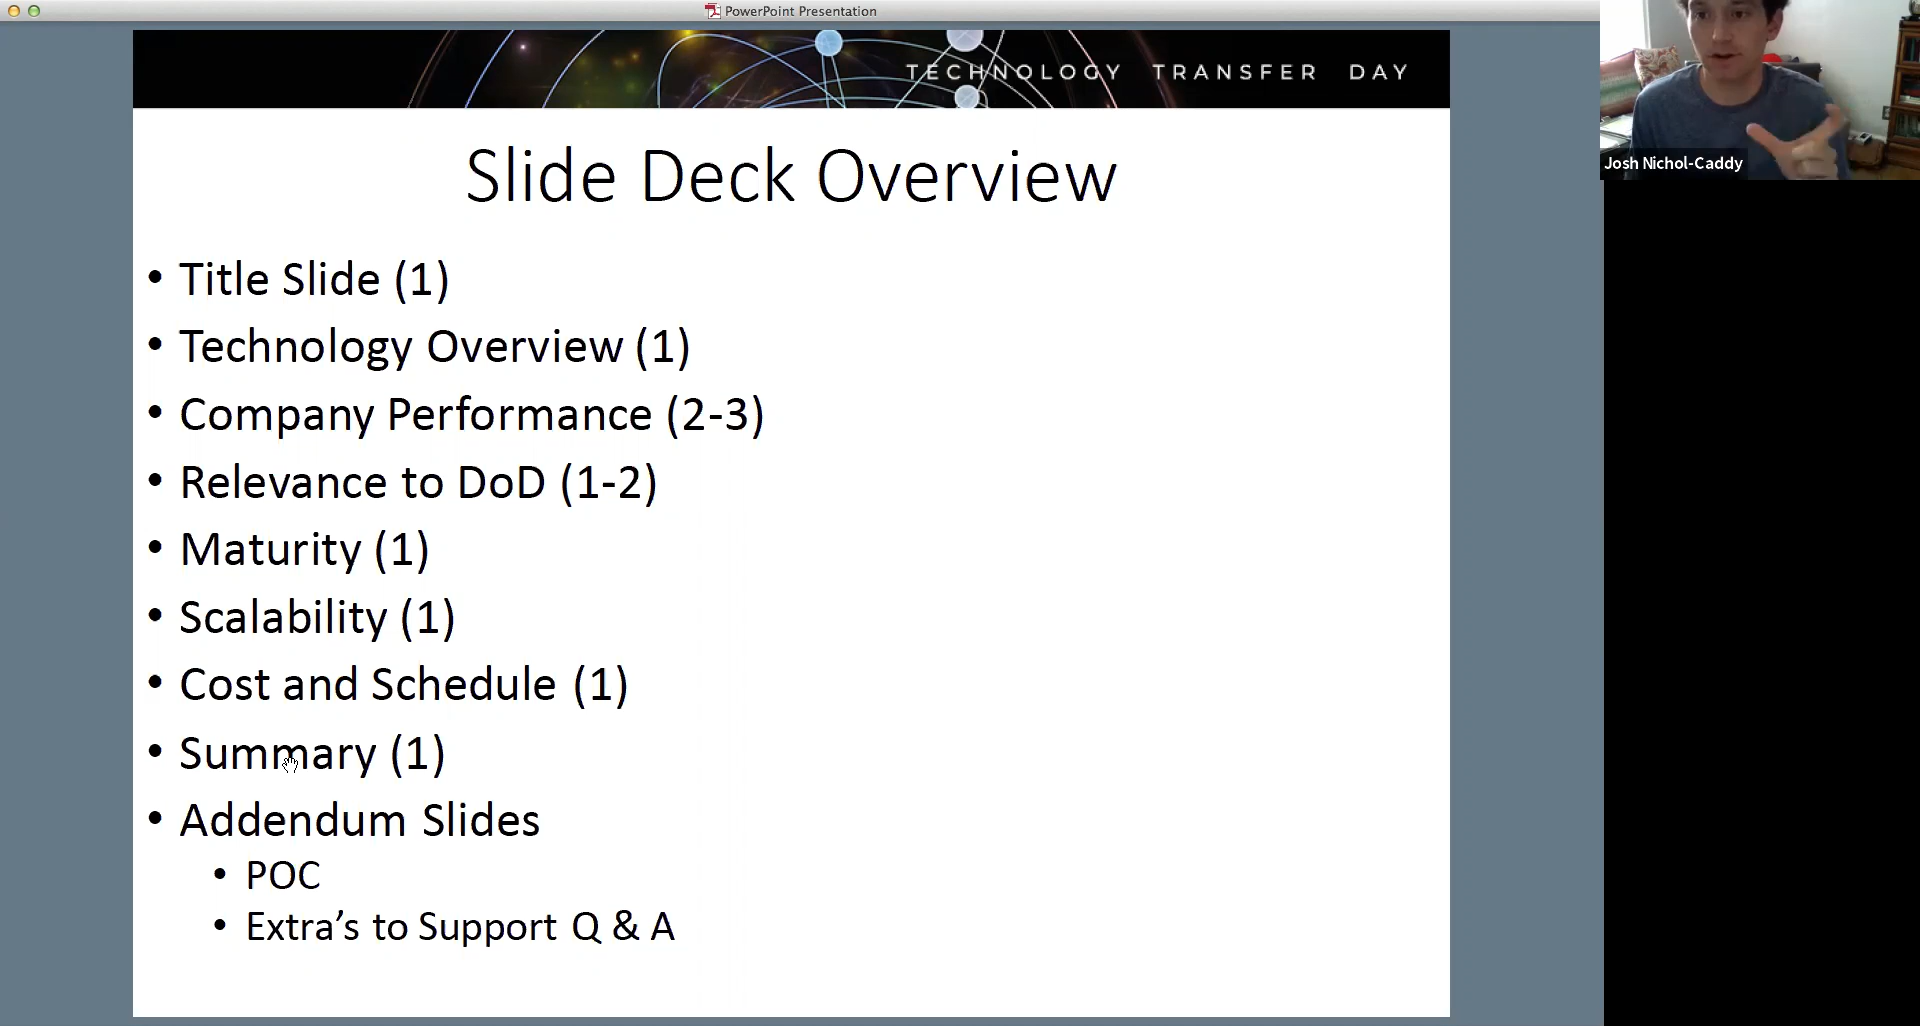 PowerPoint Presentation
TECHNOLOGY TRANSFER DAY
Josh Nichol-Caddy
Slide Deck Overview
• Title Slide (1)
• Technology Overview (1)
• Company Performance (2-3)
• Relevance to DoD (1-2)
• Maturity (1)
• Scalability (1)
• Cost and Schedule (1)
• Summary (1)
• Addendum Slides
• POC
• Extra’s to Support Q & A